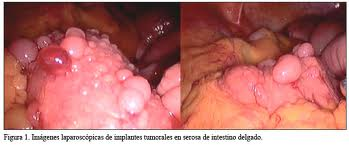 Figura 1. Imágenes laparoscópicas de implantes tumorales en serosa de intestino delgado.